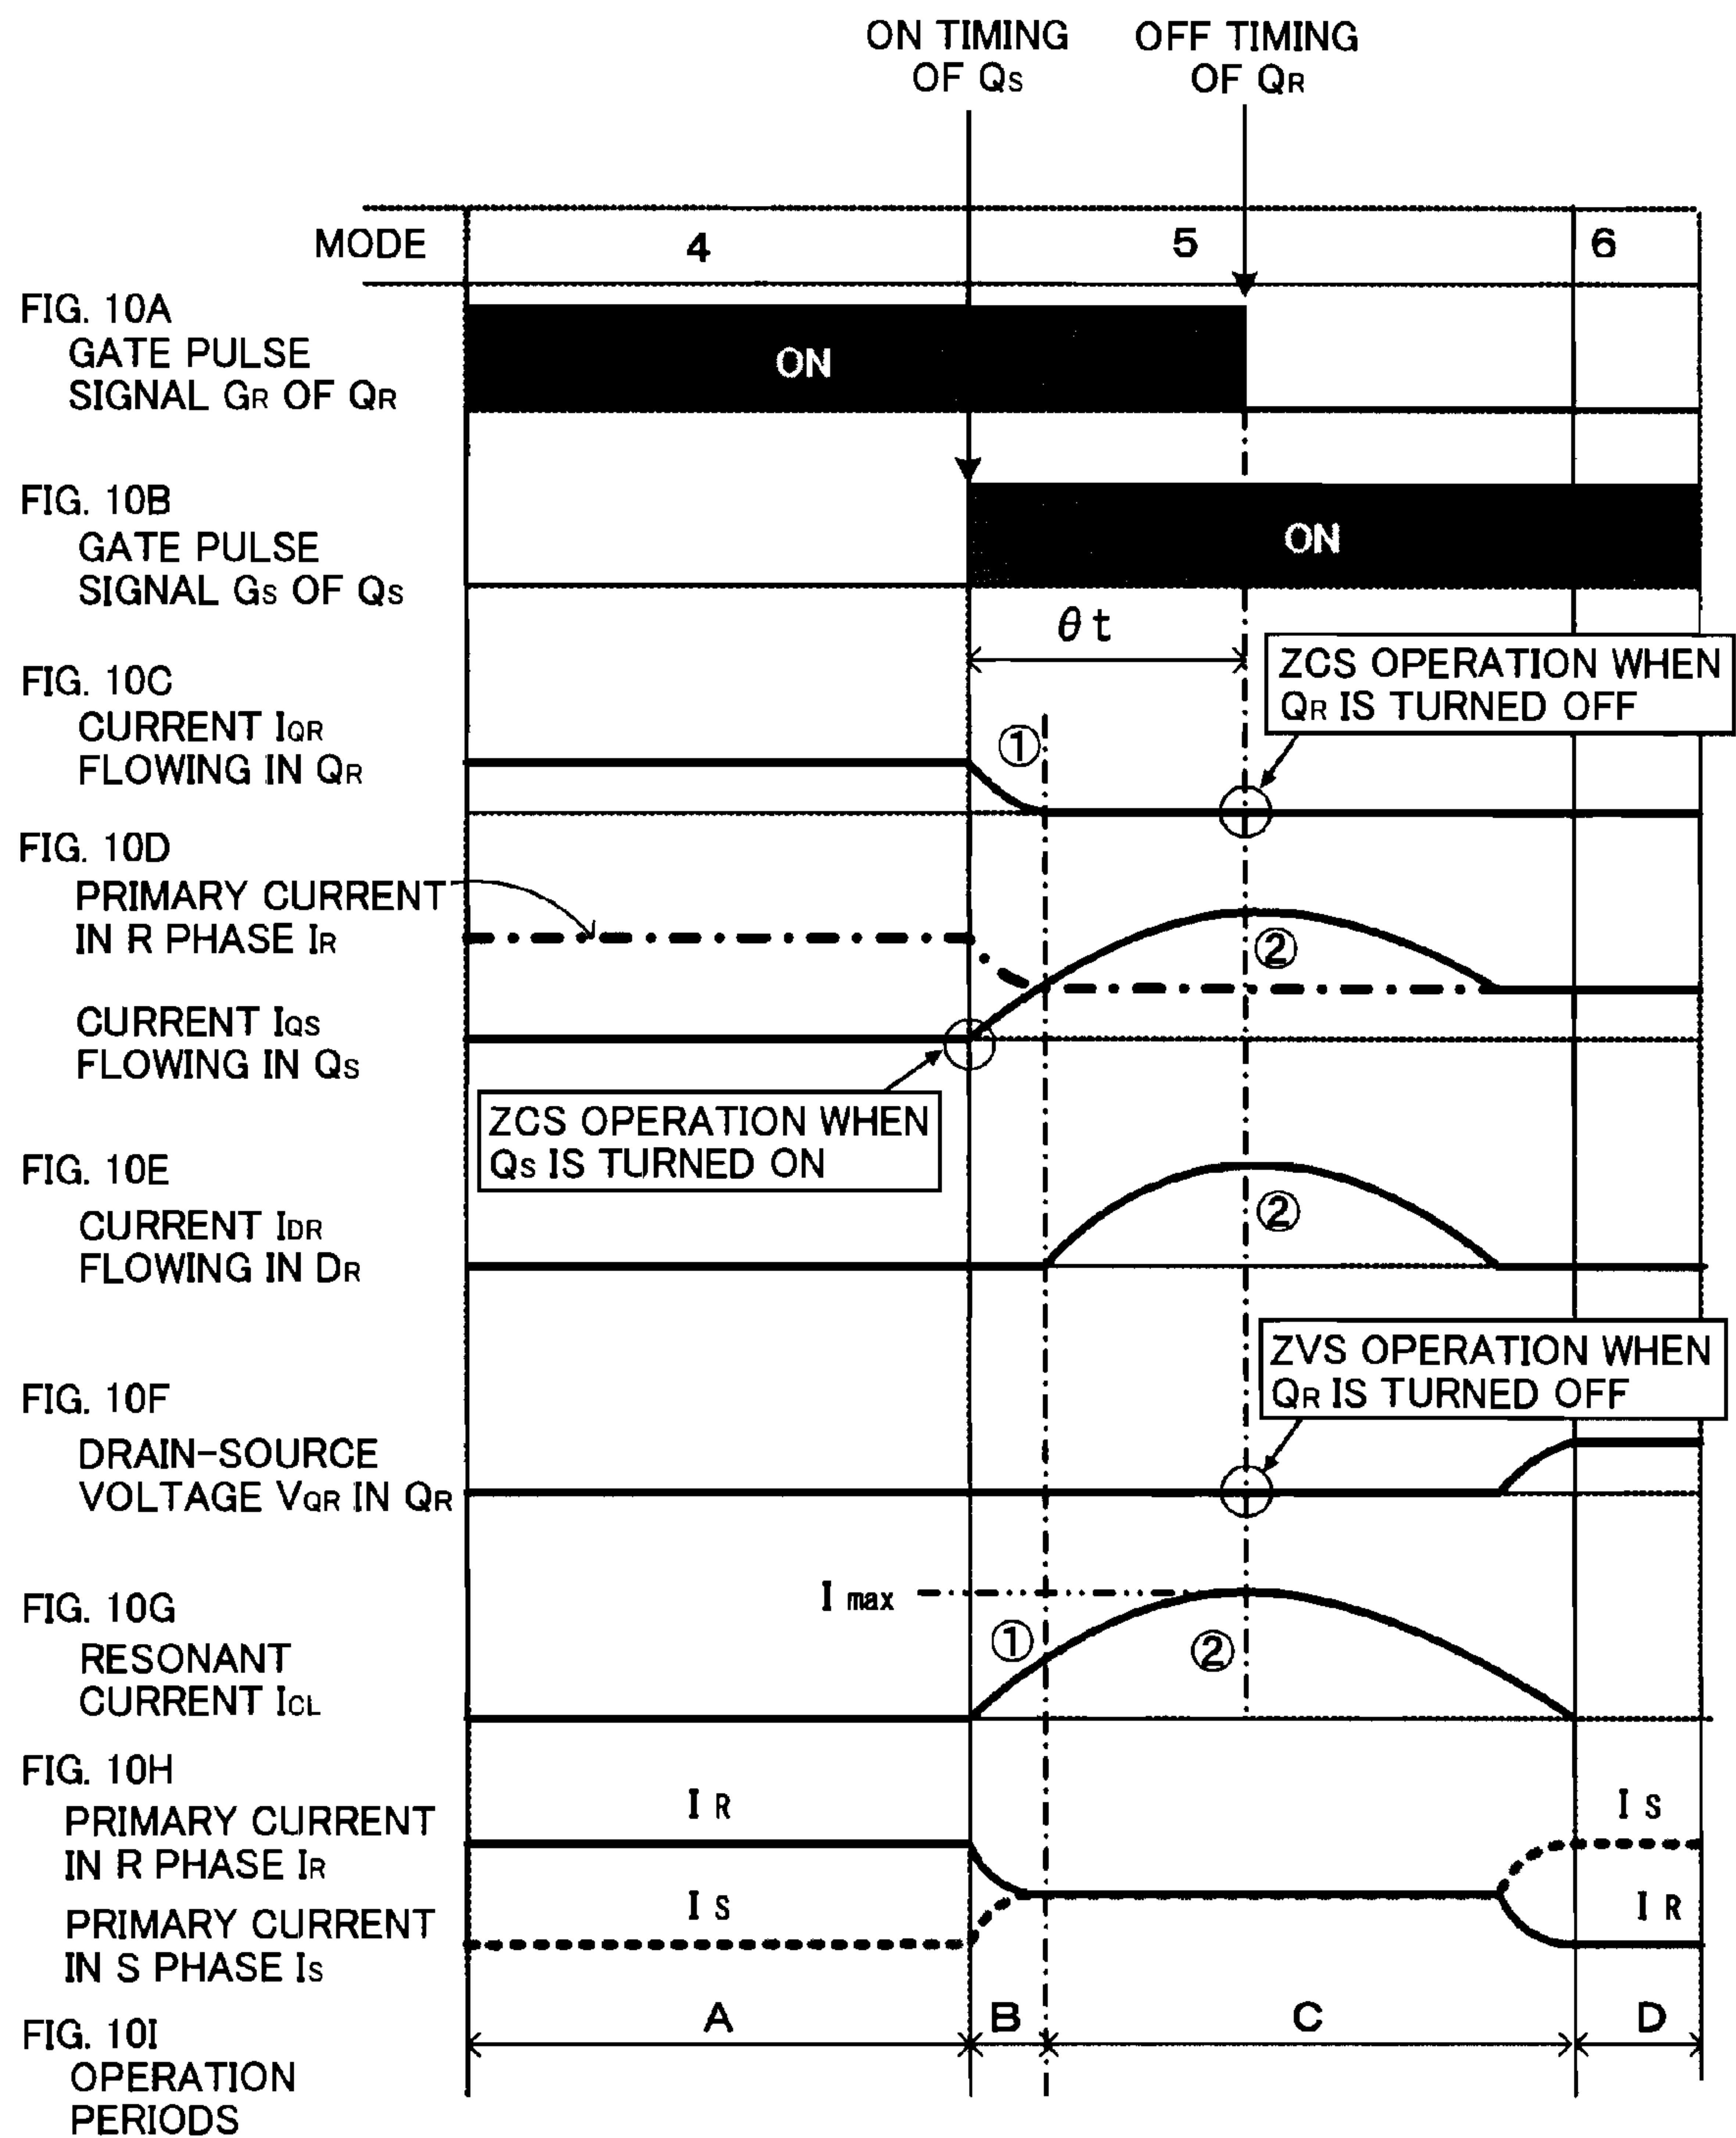 ON TIMING
OF QS
OFF TIMING
OF QR
MODE 4 5 6
FIG. 10A
GATE PULSE
SIGNAL GR OF QR
ON
FIG. 10B
GATE PULSE
SIGNAL GS OF QS
ON
θt
FIG. 10C
CURRENT IQR
FLOWING IN QR
①
ZCS OPERATION WHEN
QR IS TURNED OFF
FIG. 10D
PRIMARY CURRENT
IN R PHASE IR
②
CURRENT IQS
FLOWING IN QS
ZCS OPERATION WHEN
QS IS TURNED ON
FIG. 10E
CURRENT IDR
FLOWING IN DR
②
ZVS OPERATION WHEN
QR IS TURNED OFF
FIG. 10F
DRAIN-SOURCE
VOLTAGE VQR IN QR
FIG. 10G
RESONANT
CURRENT ICL
I max
① ②
FIG. 10H
PRIMARY CURRENT
IN R PHASE IR
I R
I S
PRIMARY CURRENT
IN S PHASE IS
I S
I R
FIG. 10I
OPERATION
PERIODS
A B C D